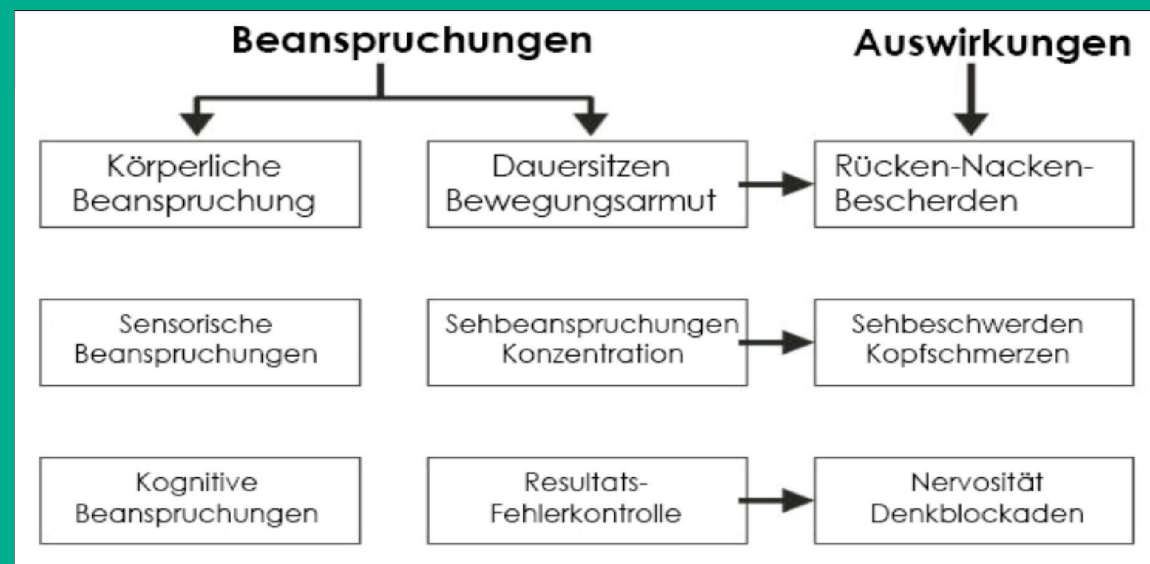 Beanspruchungen
Auswirkungen
Körperliche
Beanspruchung
Dauersitzen
Bewegungsarmut
Rücken-Nacken-
Bescherden
Sensorische
Beanspruchungen
Sehbeanspruchungen
Konzentration
Sehbeschwerden
Kopfschmerzen
Kognitive
Beanspruchungen
Resultats-
Fehlerkontrolle
Nervosität
Denkblockaden